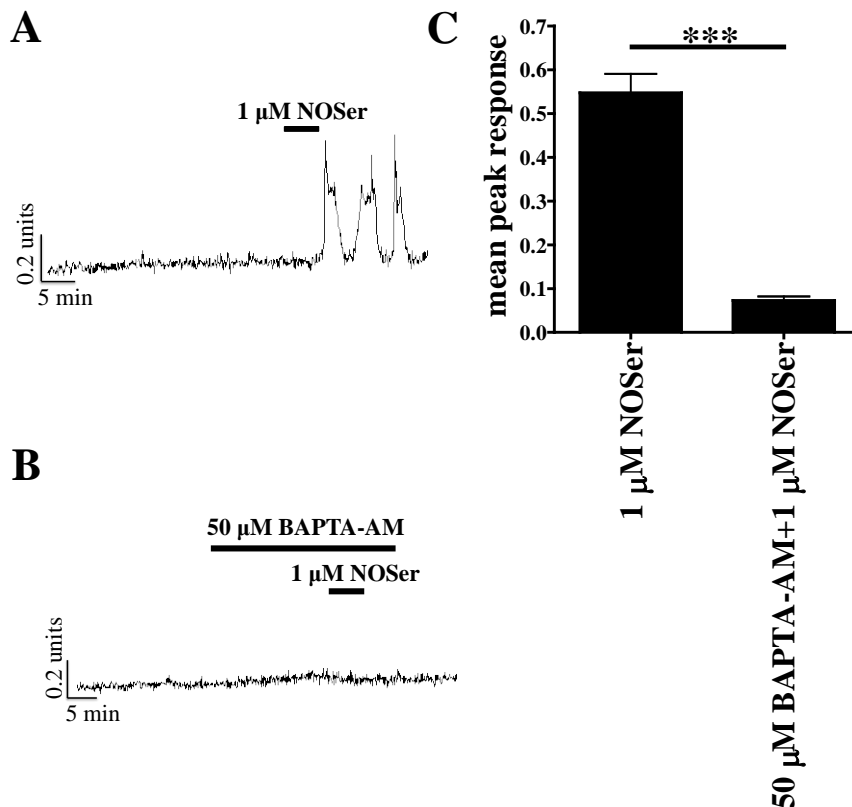 A
1 μM NOSer
0.2 units
5 min
B
50 μM BAPTA-AM
1 μM NOSer
0.2 units
5 min
C
***
mean peak response
0.7
0.6
0.5
0.4
0.3
0.2
0.1
0.0
1 μM NOSer
50 μM BAPTA-AM+1 μM NOSer